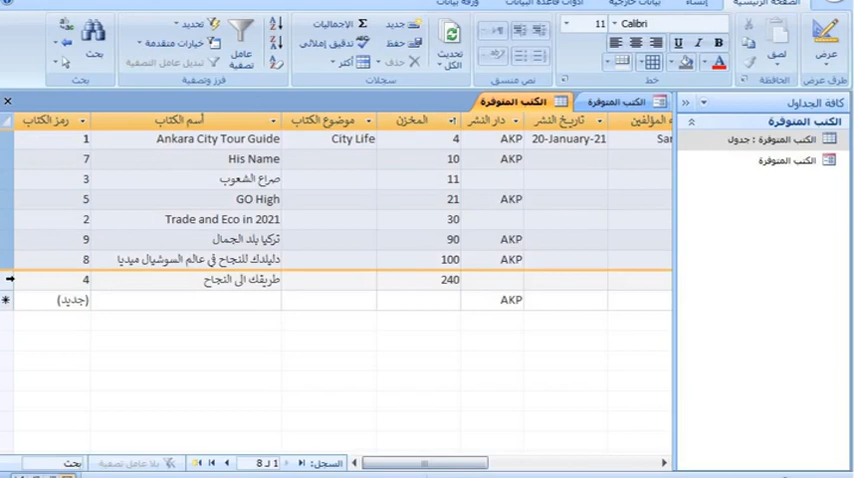 الصفحة الرئيسية إنشاء بيانات خارجية أدوات قاعدة البيانات ورقة بيانات
عرض
لصق
Calibri 11
B I U
A
تحديث الكل
جديد
حفظ
حذف
الاجماليات
تدقيق إملائي
أكثر
عامل تصفية
تحديد
خيارات متقدمة
تبديل عامل التصفية
بحث
طرق عرض الحافظة خط نص منسق سجلات فرز وتصفية بحث
كافة الجداول
الكتب المتوفرة
الكتب المتوفرة : جدول
الكتب المتوفرة
الكتب المتوفرة الكتب المتوفرة
رمز الكتاب أسم الكتاب موضوع الكتاب المخزن دار النشر تاريخ النشر المؤلفين
1 Ankara City Tour Guide City Life 4 AKP 20-January-21 Sar
7 His Name 10 AKP
3 صراع الشعوب 11
5 GO High 21 AKP
2 Trade and Eco in 2021 30
9 تركيا بلد الجمال 90 AKP
8 دليلدك للنجاح في عالم السوشيال ميديا 100 AKP
4 طريقك الى النجاح 240
(جديد) AKP
السجل: 1 لـ 8 بلا عامل تصفية بحث